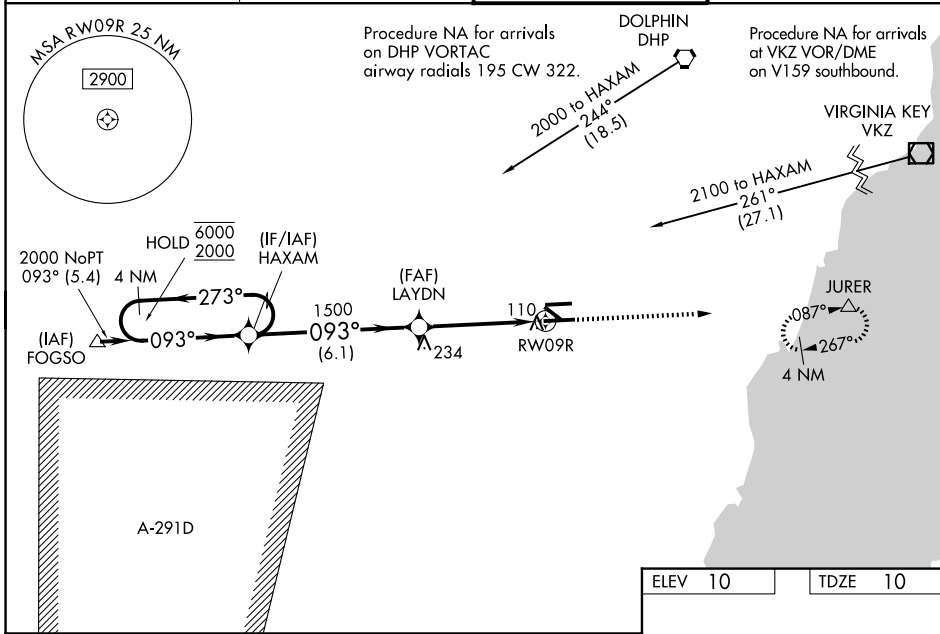 MSA RW09R 25 NM
2900
Procedure NA for arrivals
on DHP VORTAC
airway radials 195 CW 322.
DOLPHIN
DHP
2000 to HAXAM
244°
(18.5)
Procedure NA for arrivals
at VKZ VOR/DME
on V159 southbound.
VIRGINIA KEY
VKZ
2100 to HAXAM
261°
(27.1)
2000 NoPT
093° (5.4)
HOLD
6000
2000
4 NM
(IF/IAF)
HAXAM
273°
093°
(IAF)
FOGSO
1500
093°
(6.1)
(FAF)
LAYDN
234
110
RW09R
JURER
087°
267°
4 NM
A-291D
ELEV 10
TDZE 10